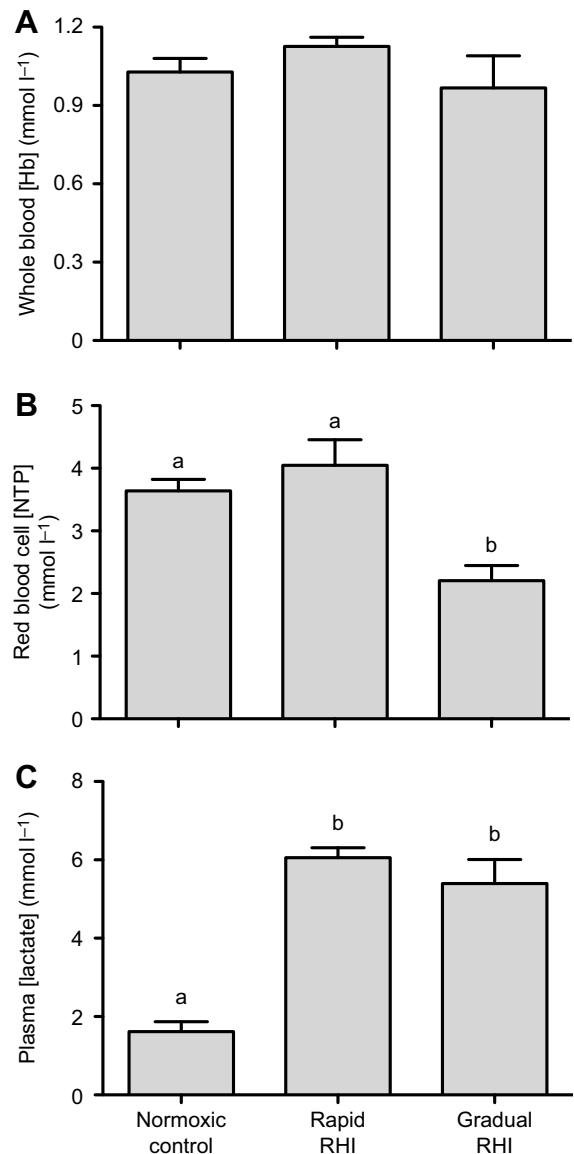 A
Whole blood [Hb] (mmol l⁻¹)
1.2
0.9
0.6
0.3
0
B
Red blood cell [NTP]
(mmol l⁻¹)
5
4
3
2
1
0
a
a
b
C
Plasma [lactate] (mmol l⁻¹)
8
6
4
2
0
a
b
b
Normoxic
control
Rapid
RHI
Gradual
RHI